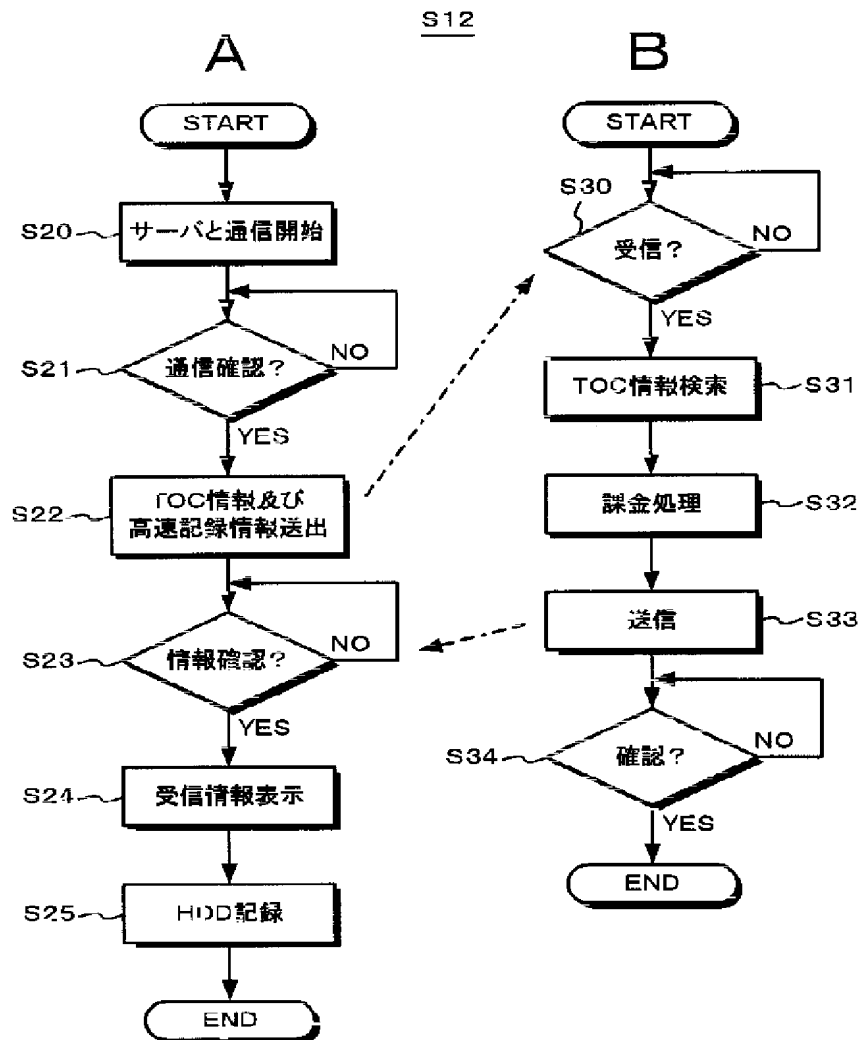 S12
A
START
S20
サーバと通信開始
S21
通信確認?
NO
YES
S22
TOC情報及び
高速記録情報送出
S23
情報確認?
NO
YES
S24
受信情報表示
S25
HDD記録
END
B
START
S30
受信?
NO
YES
TOC情報検索
S31
課金処理
S32
送信
S33
S34
確認?
NO
YES
END